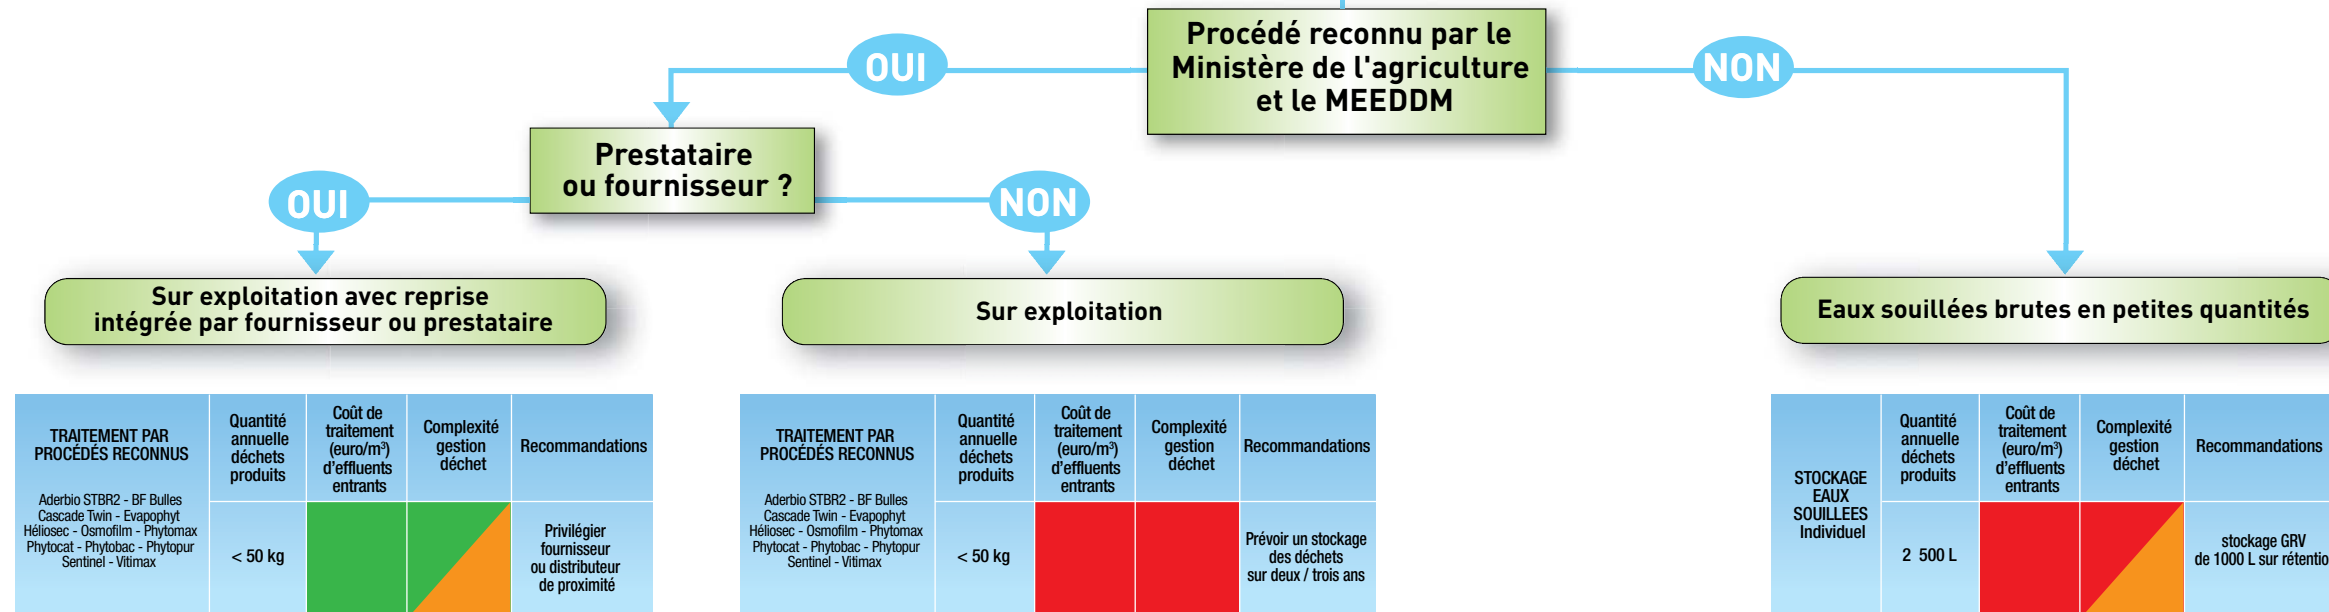 Procédé reconnu par le
Ministère de l'agriculture
et le MEEDDM
OUI
NON
Prestataire
ou fournisseur ?
OUI
NON
Sur exploitation avec reprise
intégrée par fournisseur ou prestataire
Sur exploitation
Eaux souillées brutes en petites quantités
TRAITEMENT PAR
PROCÉDÉS RECONNUS
Aderbio STBR2 - BF Bulles
Cascade Twin - Evapophyt
Héliosec - Osmofilm - Phytomax
Phytocat - Phytobac - Phytopur
Sentinel - Vitimax
Quantité
annuelle
déchets
produits
< 50 kg
Coût de
traitement
(euro/m³)
d'effluents
entrants
Complexité
gestion
déchet
Recommandations
Privilégier
fournisseur
ou distributeur
de proximité
TRAITEMENT PAR
PROCÉDÉS RECONNUS
Aderbio STBR2 - BF Bulles
Cascade Twin - Evapophyt
Héliosec - Osmofilm - Phytomax
Phytocat - Phytobac - Phytopur
Sentinel - Vitimax
Quantité
annuelle
déchets
produits
< 50 kg
Coût de
traitement
(euro/m³)
d'effluents
entrants
Complexité
gestion
déchet
Recommandations
Prévoir un stockage
des déchets
sur deux / trois ans
STOCKAGE
EAUX
SOUILLEES
Individuel
Quantité
annuelle
déchets
produits
2 500 L
Coût de
traitement
(euro/m³)
d'effluents
entrants
Complexité
gestion
déchet
Recommandations
stockage GRV
de 1000 L sur rétentio